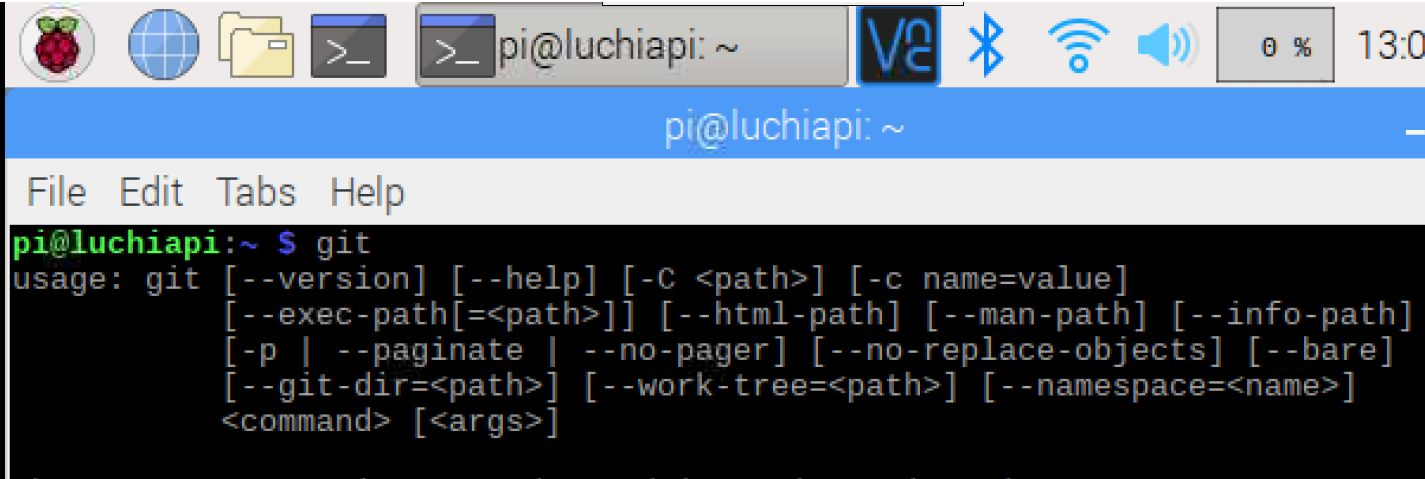 >_ >_ pi@luchiapi: ~ 0 % 13:0
pi@luchiapi: ~
File Edit Tabs Help
pi@luchiapi:~ $ git
usage: git [--version] [--help] [-C <path>] [-c name=value]
[--exec-path[=<path>]] [--html-path] [--man-path] [--info-path]
[-p | --paginate | --no-pager] [--no-replace-objects] [--bare]
[--git-dir=<path>] [--work-tree=<path>] [--namespace=<name>]
<command> [<args>]